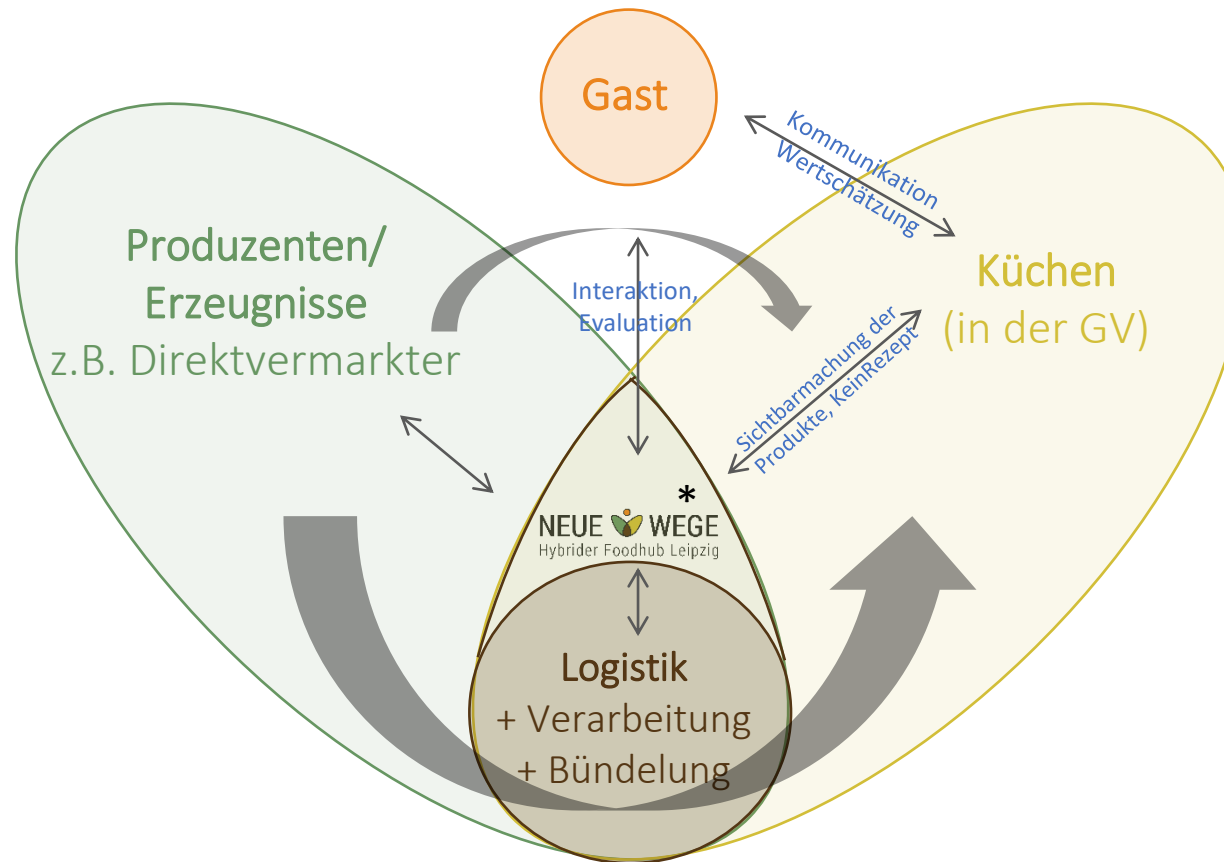 Gast
Kommunikation
Wertschätzung
Produzenten/
Erzeugnisse
z.B. Direktvermarkter
Küchen
(in der GV)
Interaktion,
Evaluation
Sichtbarmachung der
Produkte, KeinRezept
*
NEUE WEGE
Hybrider Foodhub Leipzig
Logistik
+ Verarbeitung
+ Bündelung